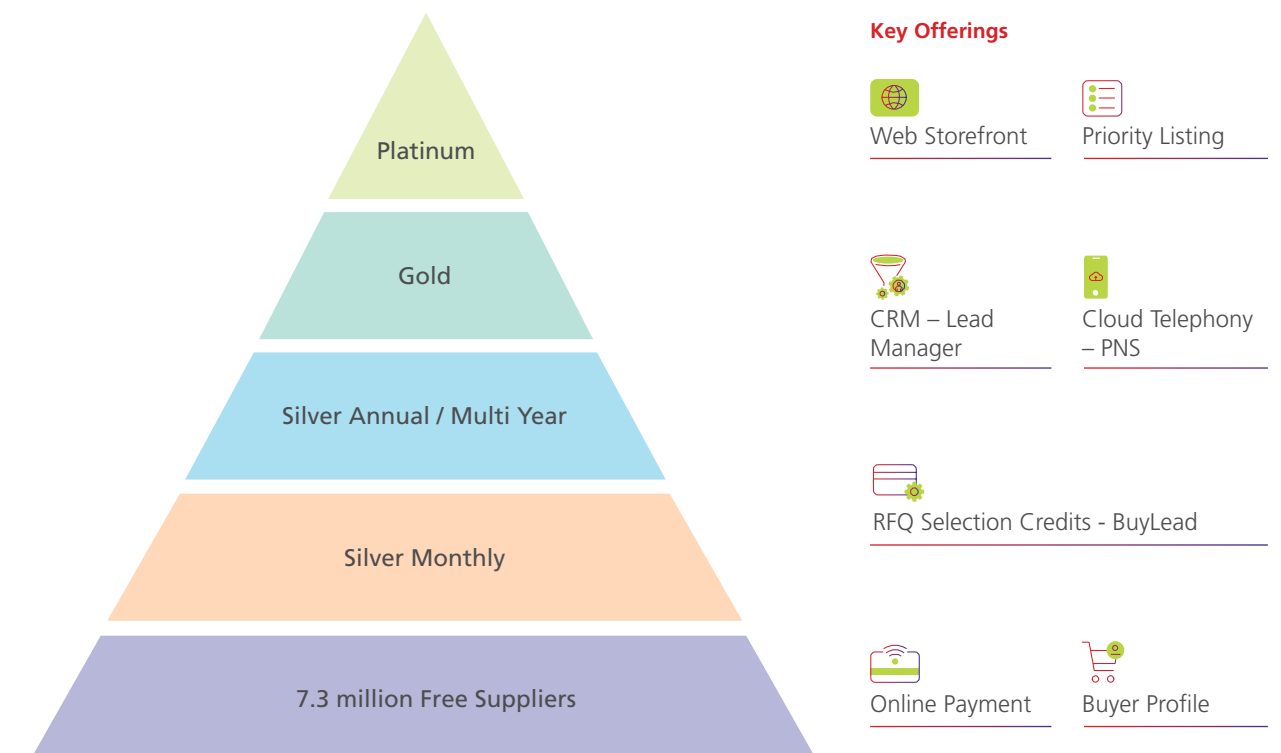 Platinum
Gold
Silver Annual / Multi Year
Silver Monthly
7.3 million Free Suppliers
Key Offerings
Web Storefront
Priority Listing
CRM – Lead
Manager
Cloud Telephony
– PNS
RFQ Selection Credits - BuyLead
Online Payment
Buyer Profile